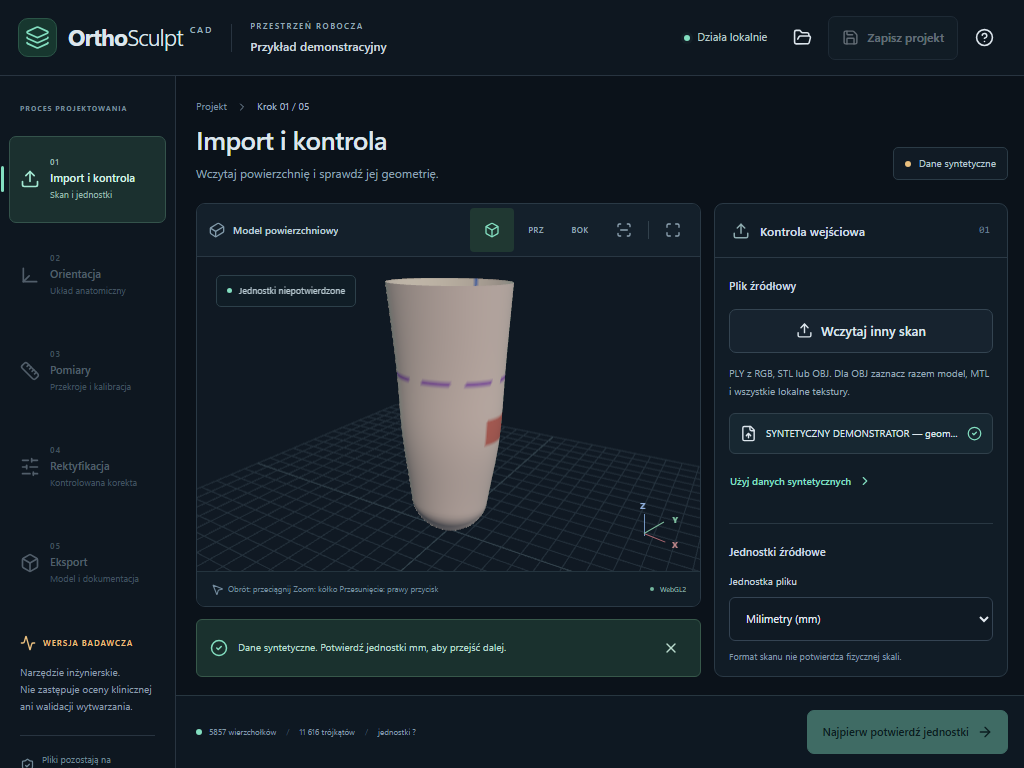 OrthoSculpt CAD
PRZESTRZEŃ ROBOCZA
Przykład demonstracyjny
Działa lokalnie
Zapisz projekt
PROCES PROJEKTOWANIA
01
Import i kontrola
Skan i jednostki
02
Orientacja
Układ anatomiczny
03
Pomiary
Przekroje i kalibracja
04
Rektyfikacja
Kontrolowana korekta
05
Eksport
Model i dokumentacja
WERSJA BADAWCZA
Narzędzie inżynierskie.
Nie zastępuje oceny klinicznej
ani walidacji wytwarzania.
Pliki pozostają na
Projekt > Krok 01 / 05
Import i kontrola
Wczytaj powierzchnię i sprawdź jej geometrię.
Dane syntetyczne
Model powierzchniowy
PRZ
BOK
Jednostki niepotwierdzone
Z
Y
X
Obrót: przeciągnij Zoom: kółko Przesunięcie: prawy przycisk
WebGL2
Dane syntetyczne. Potwierdź jednostki mm, aby przejść dalej.
Kontrola wejściowa
01
Plik źródłowy
Wczytaj inny skan
PLY z RGB, STL lub OBJ. Dla OBJ zaznacz razem model, MTL
i wszystkie lokalne tekstury.
SYNTETYCZNY DEMONSTRATOR — geom...
Użyj danych syntetycznych
Jednostki źródłowe
Jednostka pliku
Milimetry (mm)
Format skanu nie potwierdza fizycznej skali.
5857 wierzchołków / 11 616 trójkątów / jednostki ?
Najpierw potwierdź jednostki